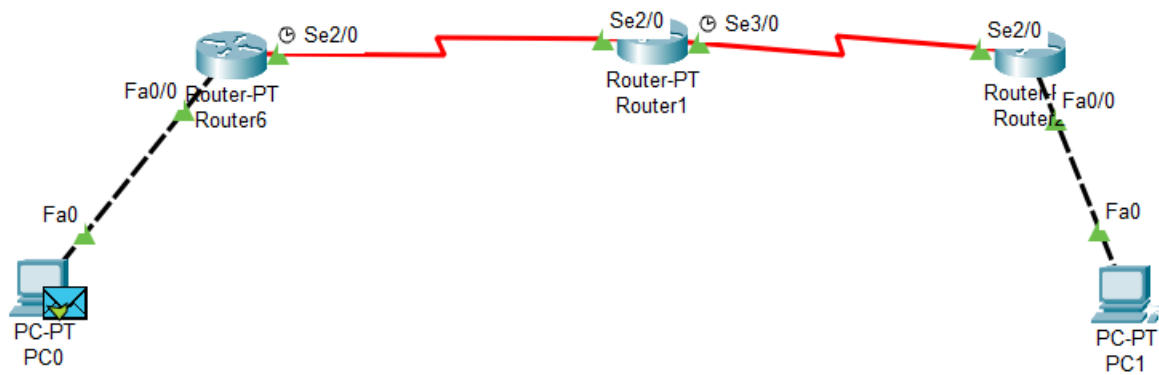 Se2/0
Se2/0
Se3/0
Se2/0
Fa0/0
Router-PT
Router6
Router-PT
Router1
Fa0/0
Fa0
Fa0
PC-PT
PC0
PC-PT
PC1